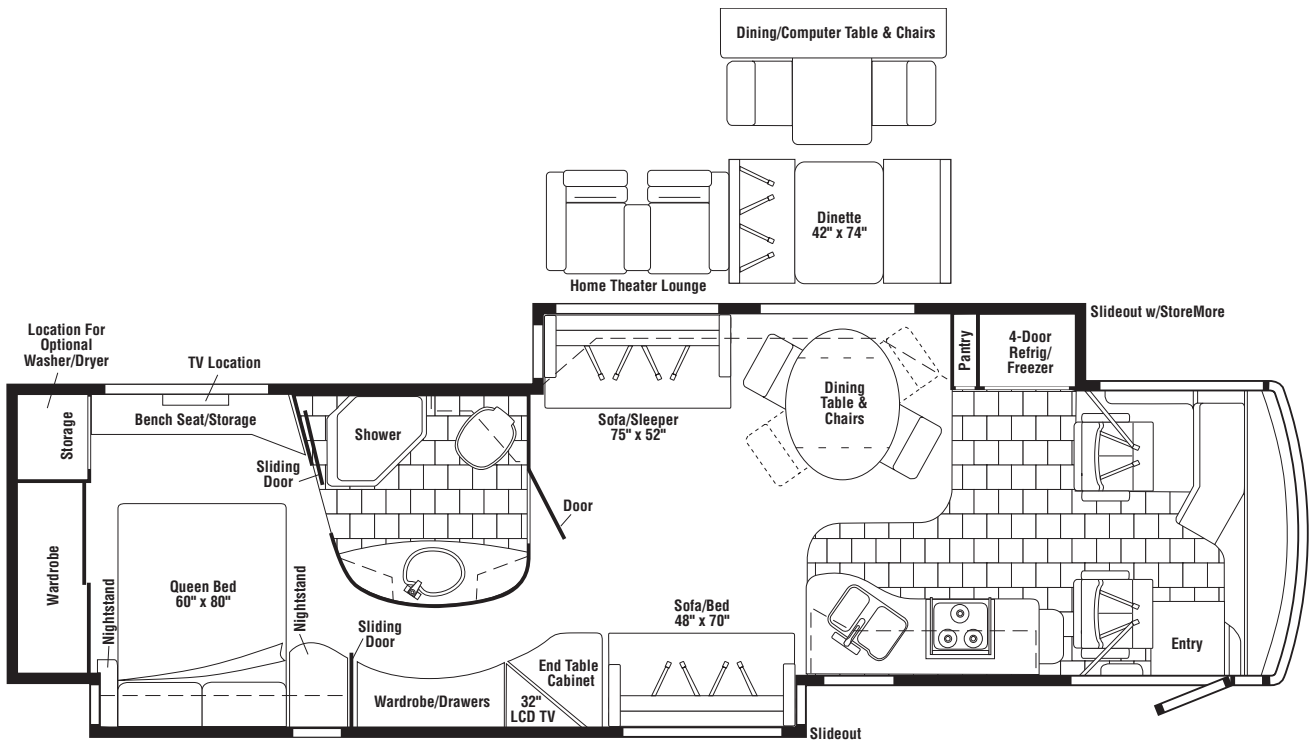 Dining/Computer Table & Chairs
Dinette
42" x 74"
Home Theater Lounge
Slideout w/StoreMore
Location For
Optional
Washer/Dryer
TV Location
Pantry
4-Door
Refrig/
Freezer
Storage
Bench Seat/Storage
Shower
Sofa/Sleeper
75" x 52"
Dining
Table &
Chairs
Sliding
Door
Door
Wardrobe
Nightstand
Queen Bed
60" x 80"
Nightstand
Sliding
Door
Sofa/Bed
48" x 70"
Entry
Wardrobe/Drawers
End Table
Cabinet
32"
LCD TV
Slideout